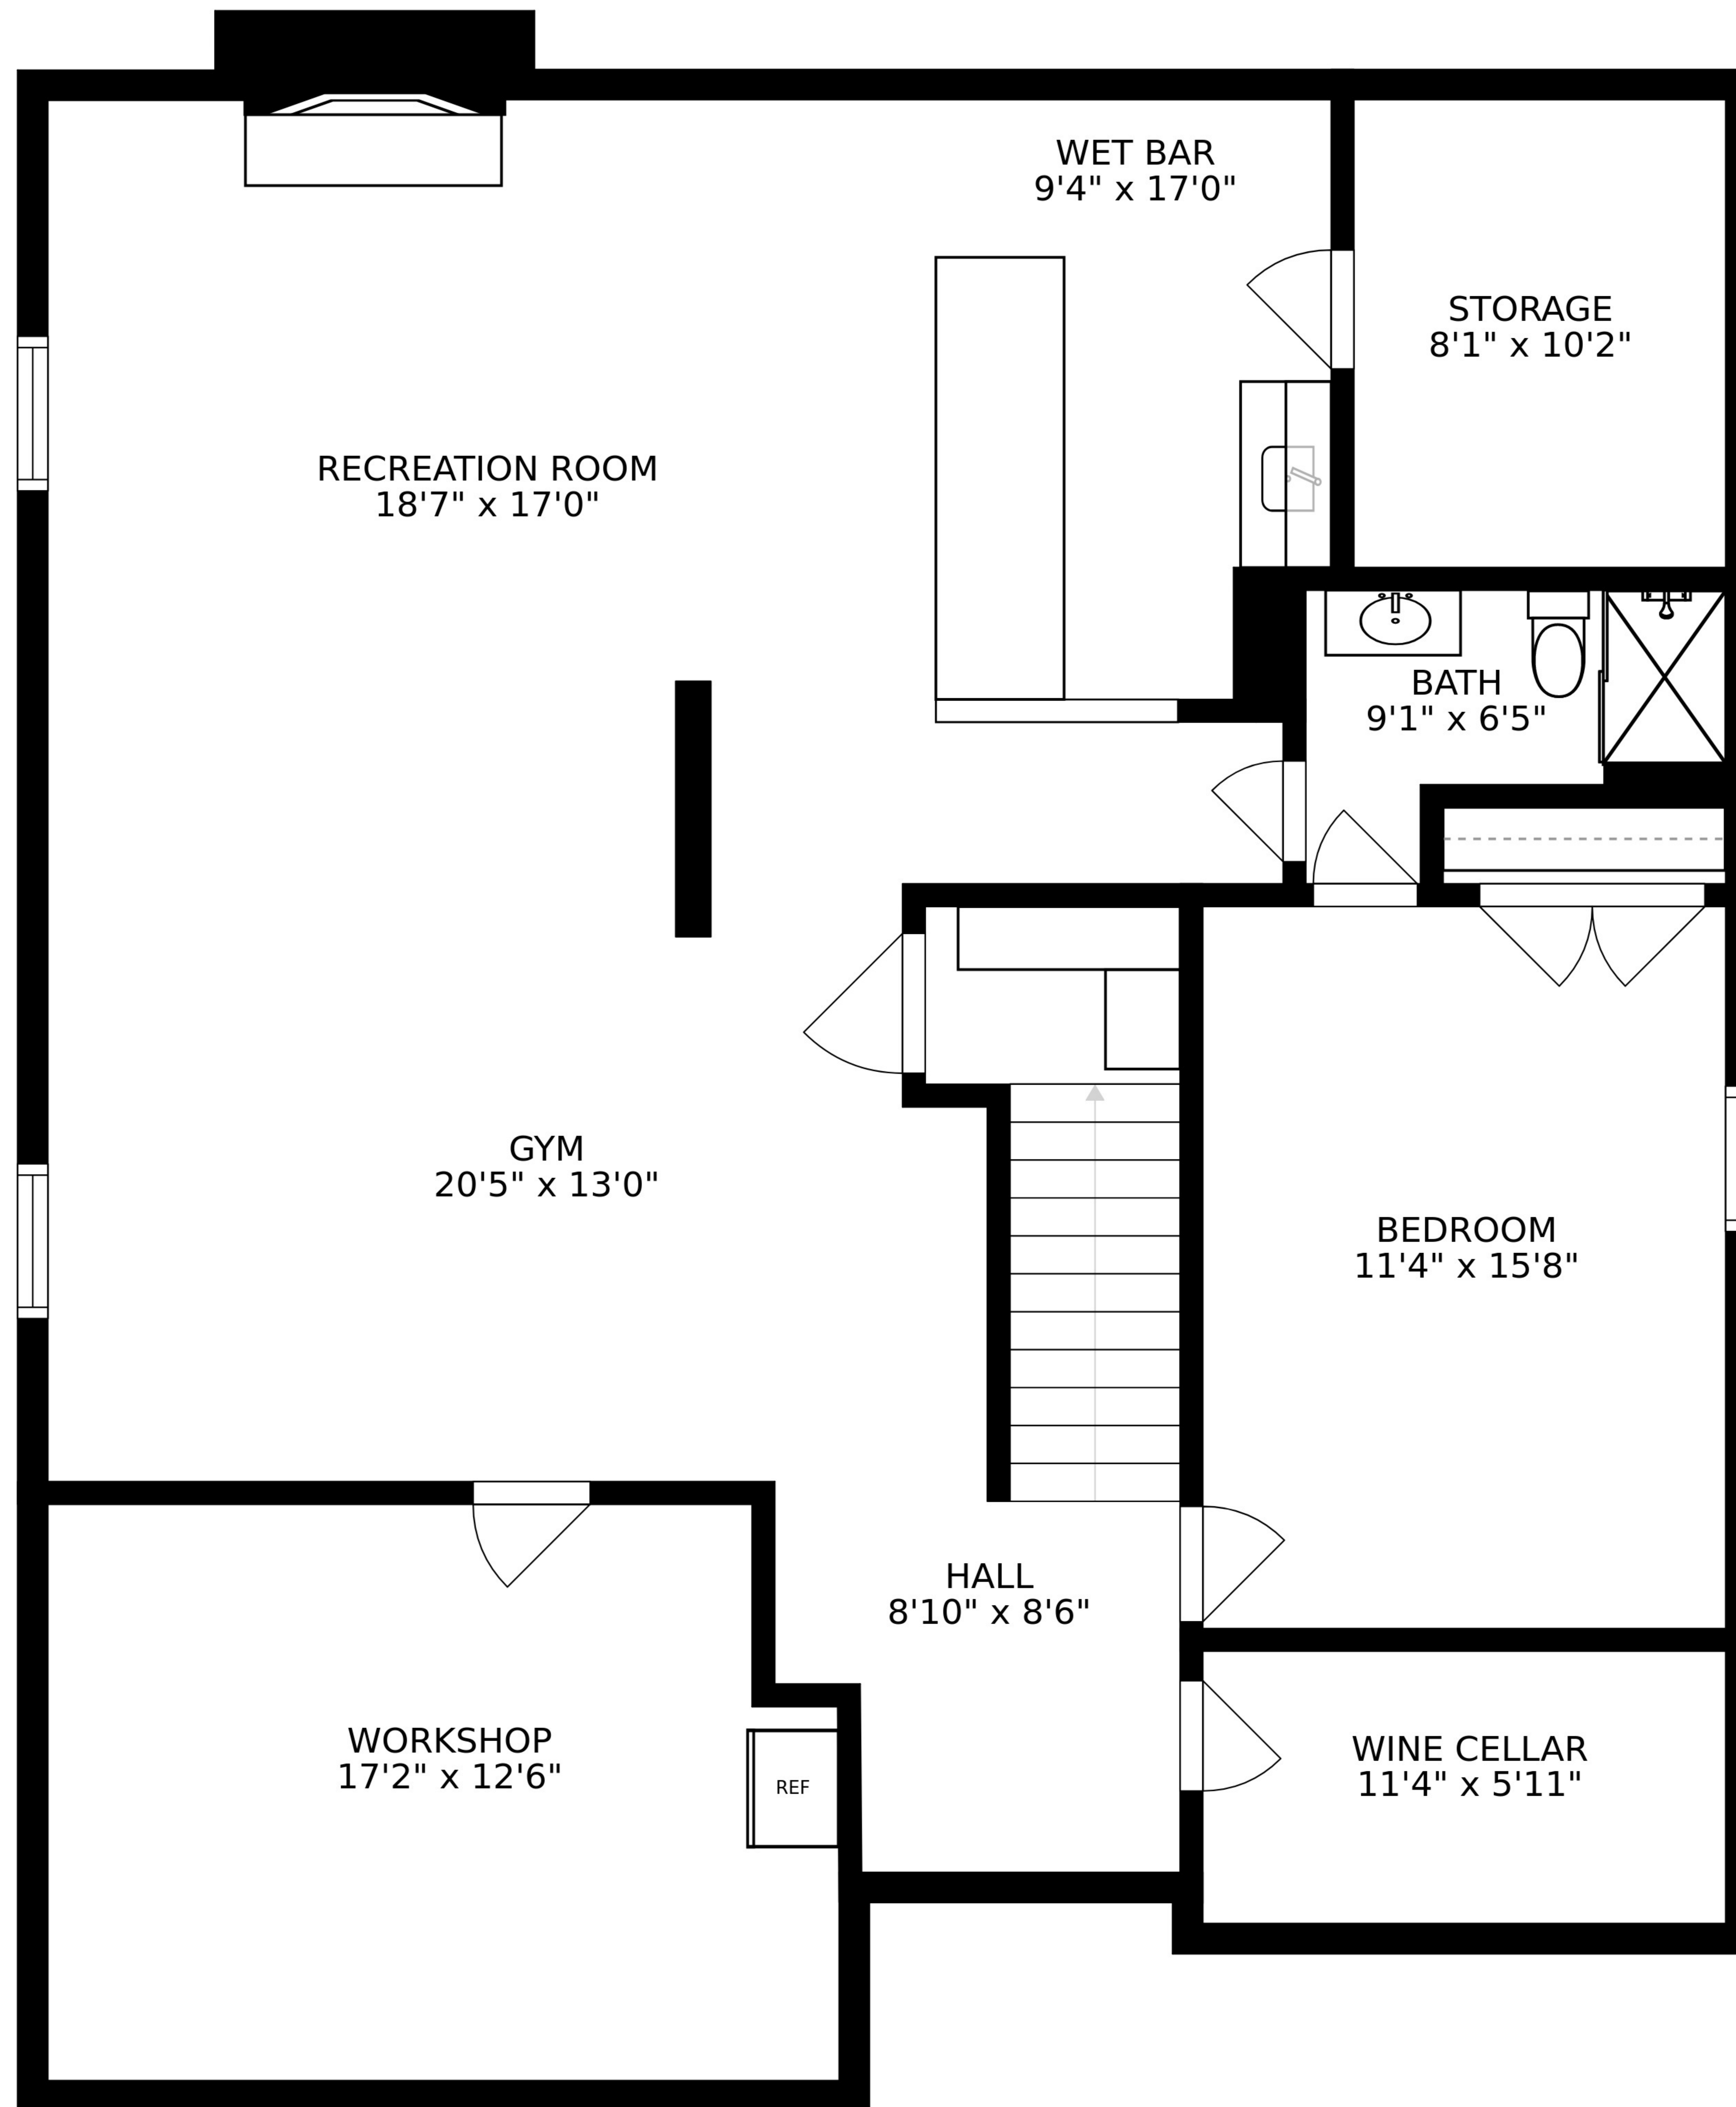 WET BAR
9'4" x 17'0"
STORAGE
8'1" x 10'2"
RECREATION ROOM
18'7" x 17'0"
BATH
9'1" x 6'5"
GYM
20'5" x 13'0"
BEDROOM
11'4" x 15'8"
HALL
8'10" x 8'6"
WORKSHOP
17'2" x 12'6"
REF
WINE CELLAR
11'4" x 5'11"